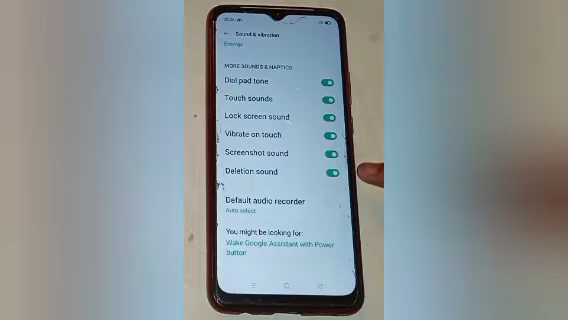 Sound & vibration
Emerge
MORE SOUNDS & HAPTICS
Dial pad tone
Touch sounds
Lock screen sound
Vibrate on touch
Screenshot sound
Deletion sound
Default audio recorder
Auto select
You might be looking for:
Wake Google Assistant with Power
button